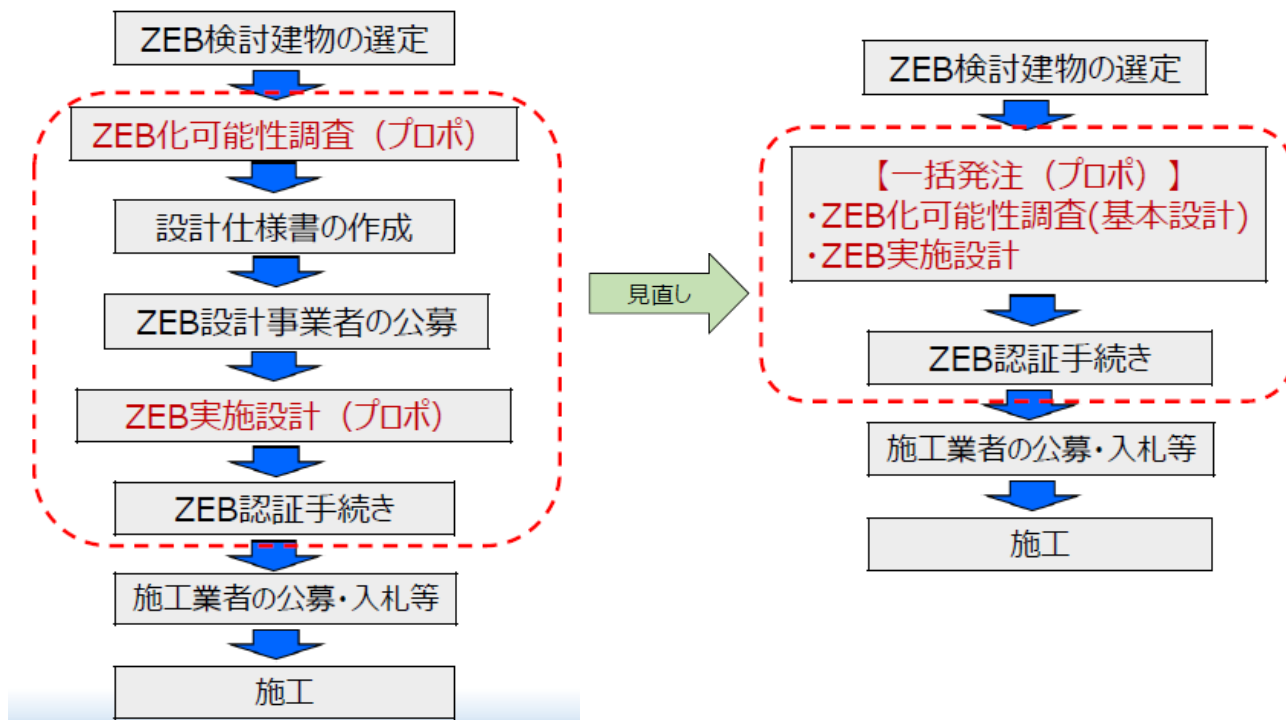 ZEB検討建物の選定
ZEB化可能性調査（プロポ）
設計仕様書の作成
ZEB設計事業者の公募
ZEB実施設計（プロポ）
ZEB認証手続き
施工業者の公募・入札等
施工
見直し
ZEB検討建物の選定
【一括発注（プロポ）】
・ZEB化可能性調査(基本設計)
・ZEB実施設計
ZEB認証手続き
施工業者の公募・入札等
施工